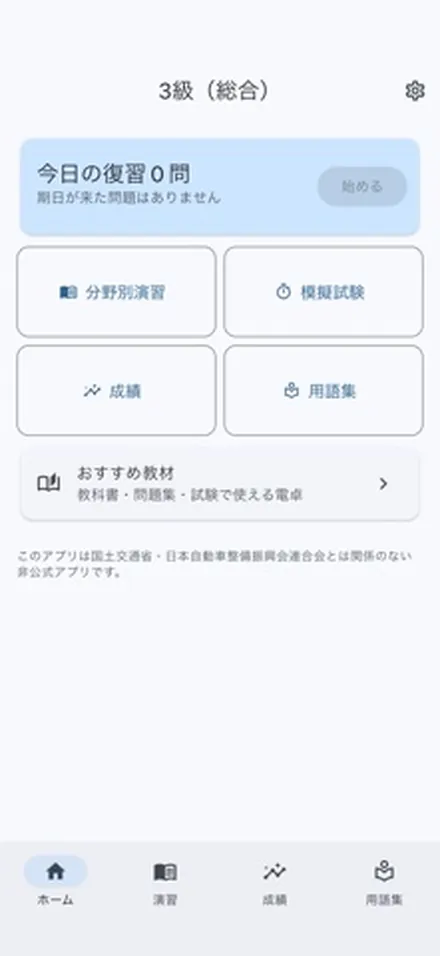 3級（総合）
今日の復習0問
期日が来た問題はありません
始める
分野別演習
模擬試験
成績
用語集
おすすめ教材
教科書・問題集・試験で使える電卓
このアプリは国土交通省・日本自動車整備振興会連合会とは関係のない
非公式アプリです。
ホーム
演習
成績
用語集